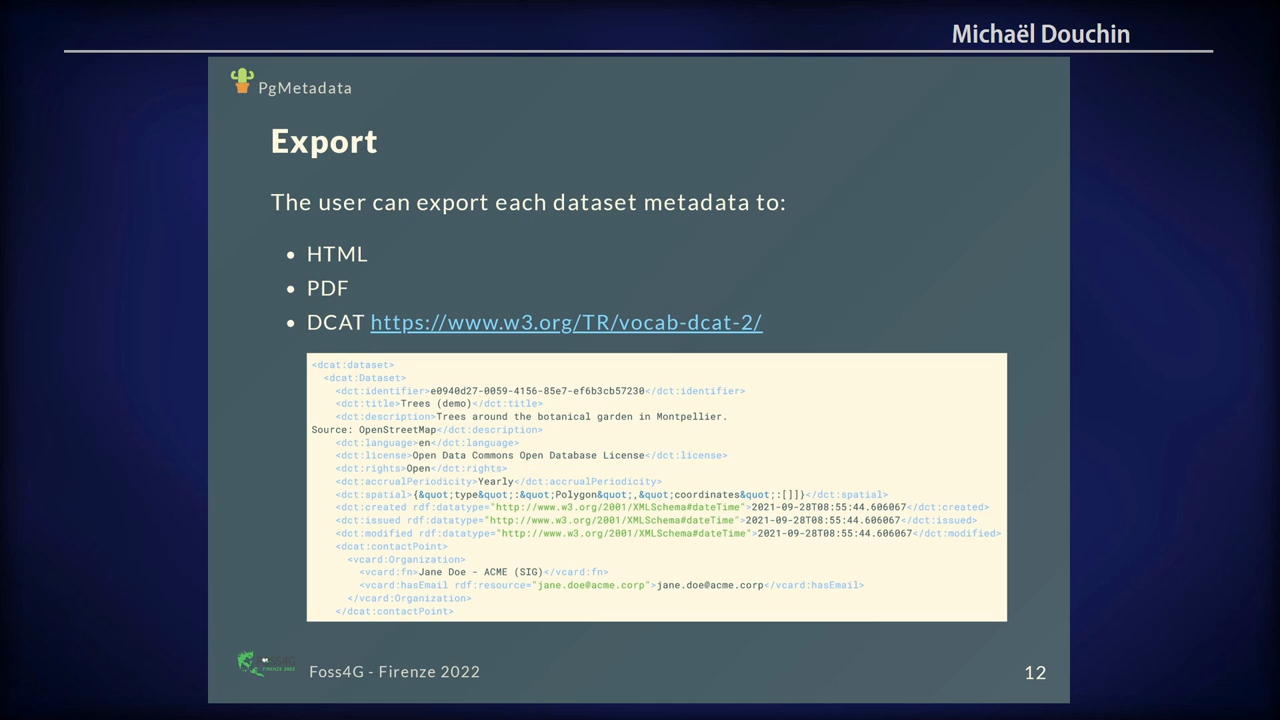 Michaël Douchin
PgMetadata
Export
The user can export each dataset metadata to:
• HTML
• PDF
• DCAT https://www.w3.org/TR/vocab-dcat-2/
<dcat:dataset>
<dcat:Dataset>
<dct:identifier>e0940d27-0059-4156-85e7-ef6b3cb57230</dct:identifier>
<dct:title>Trees (demo)</dct:title>
<dct:description>Trees around the botanical garden in Montpellier.
Source: OpenStreetMap</dct:description>
<dct:language>en</dct:language>
<dct:license>Open Data Commons Open Database License</dct:license>
<dct:rights>Open</dct:rights>
<dct:accrualPeriodicity>Yearly</dct:accrualPeriodicity>
<dct:spatial>{&quot;type&quot;:&quot;Polygon&quot;,&quot;coordinates&quot;:[]]}</dct:spatial>
<dct:created rdf:datatype="http://www.w3.org/2001/XMLSchema#dateTime">2021-09-28T08:55:44.606067</dct:created>
<dct:issued rdf:datatype="http://www.w3.org/2001/XMLSchema#dateTime">2021-09-28T08:55:44.606067</dct:issued>
<dct:modified rdf:datatype="http://www.w3.org/2001/XMLSchema#dateTime">2021-09-28T08:55:44.606067</dct:modified>
<dcat:contactPoint>
<vcard:Organization>
<vcard:fn>Jane Doe - ACME (SIG)</vcard:fn>
<vcard:hasEmail rdf:resource="jane.doe@acme.corp">jane.doe@acme.corp</vcard:hasEmail>
</vcard:Organization>
</dcat:contactPoint>
FIRENZE 2022
Foss4G - Firenze 2022
12